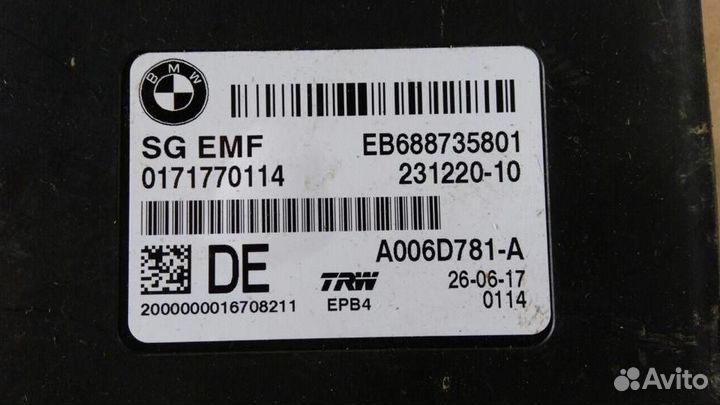 BMW
SG EMF EB688735801
0171770114 231220-10
DE A006D781-A
TRW 26-06-17
2000000016708211 EPB4 0114
Avito